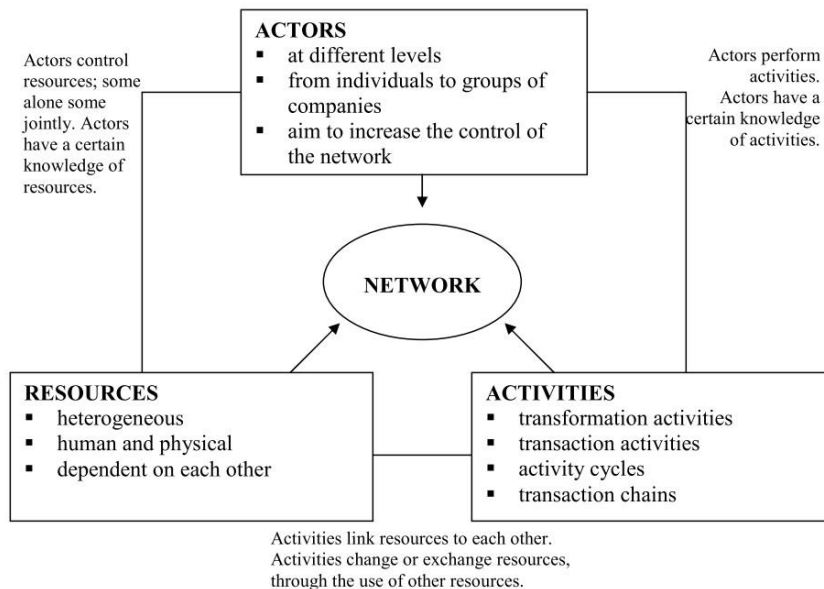 ACTORS
▪ at different levels
▪ from individuals to groups of
companies
▪ aim to increase the control of
the network
Actors control
resources; some
alone some
jointly. Actors
have a certain
knowledge of
resources.
Actors perform
activities.
Actors have a
certain knowledge
of activities.
NETWORK
RESOURCES
▪ heterogeneous
▪ human and physical
▪ dependent on each other
ACTIVITIES
▪ transformation activities
▪ transaction activities
▪ activity cycles
▪ transaction chains
Activities link resources to each other.
Activities change or exchange resources,
through the use of other resources.